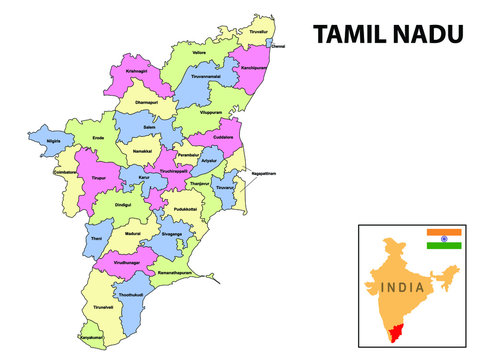 TAMIL NADU
Tiruvallur
Chennai
Vellore
Kanchipuram
Krishnagiri
Tiruvannamalai
Dharmapuri
Viluppuram
Salem
Nilgiris
Erode
Cuddalore
Namakkal
Perambalur
Ariyalur
Coimbatore
Tirupur
Karur
Tiruchirappalli
Nagapattinam
Thanjavur
Tiruvarur
Dindigul
Pudukkottai
Theni
Madurai
Sivaganga
Virudhunagar
Ramanathapuram
Thoothukudi
Tirunelveli
Kanyakumari
INDIA